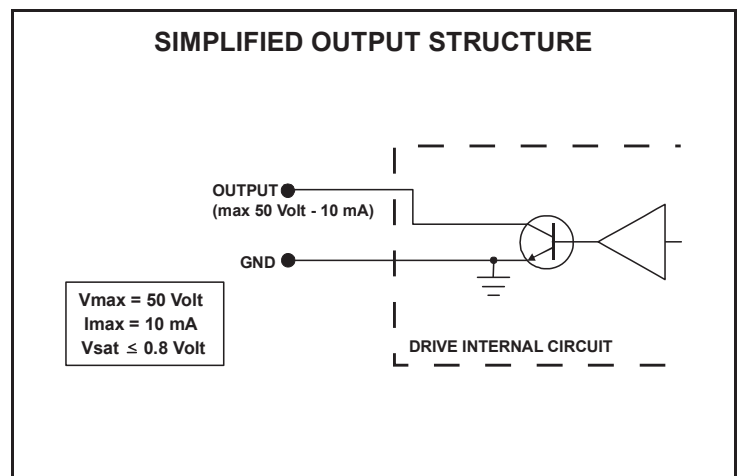 SIMPLIFIED OUTPUT STRUCTURE
OUTPUT
(max 50 Volt - 10 mA)
GND
Vmax = 50 Volt
Imax = 10 mA
Vsat ≤ 0.8 Volt
DRIVE INTERNAL CIRCUIT